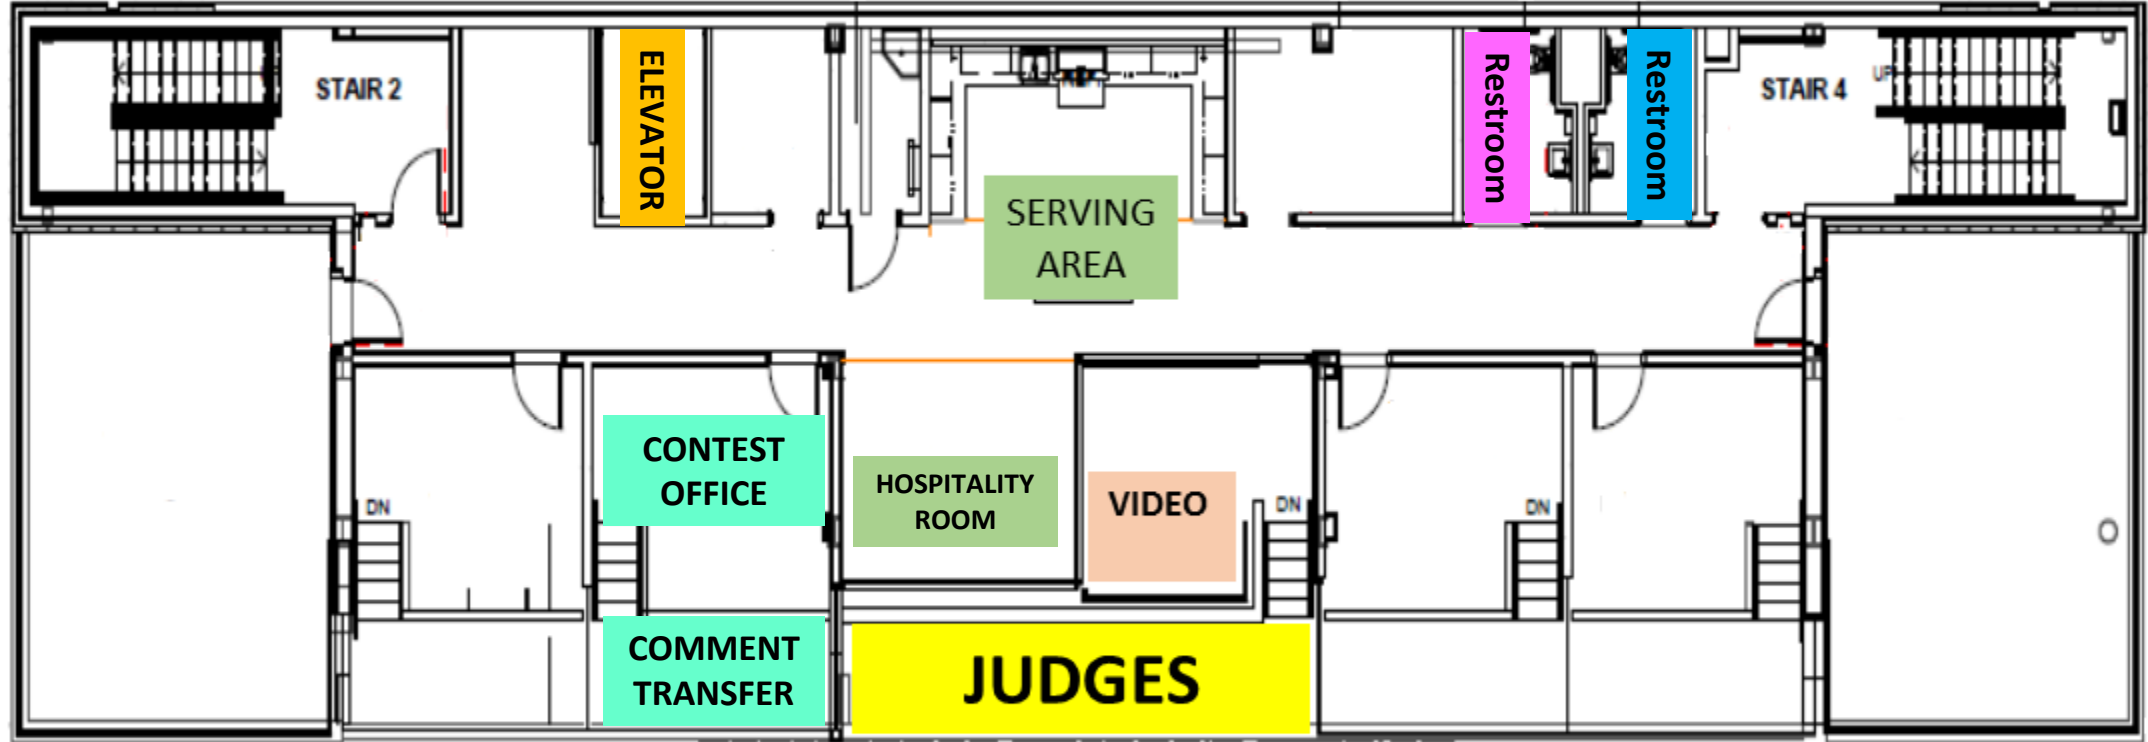 STAIR 2
ELEVATOR
SERVING
AREA
Restroom
Restroom
STAIR 4
UP
CONTEST
OFFICE
HOSPITALITY
ROOM
VIDEO
DN
DN
DN
COMMENT
TRANSFER
JUDGES